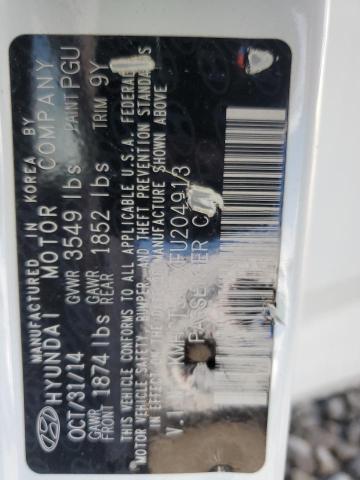 MANUFACTURED IN KOREA BY
HYUNDAI MOTOR COMPANY
OCT/31/14 GVWR 3549 lbs PAINT PGU
GAWR FRONT 1874 lbs GAWR REAR 1852 lbs TRIM 9Y
THIS VEHICLE CONFORMS TO ALL APPLICABLE U.S.A. FEDERAL
MOTOR VEHICLE SAFETY, BUMPER, AND THEFT PREVENTION STANDARDS
IN EFFECT ON THE DATE OF MANUFACTURE SHOWN ABOVE
FU204913
PASSENGER